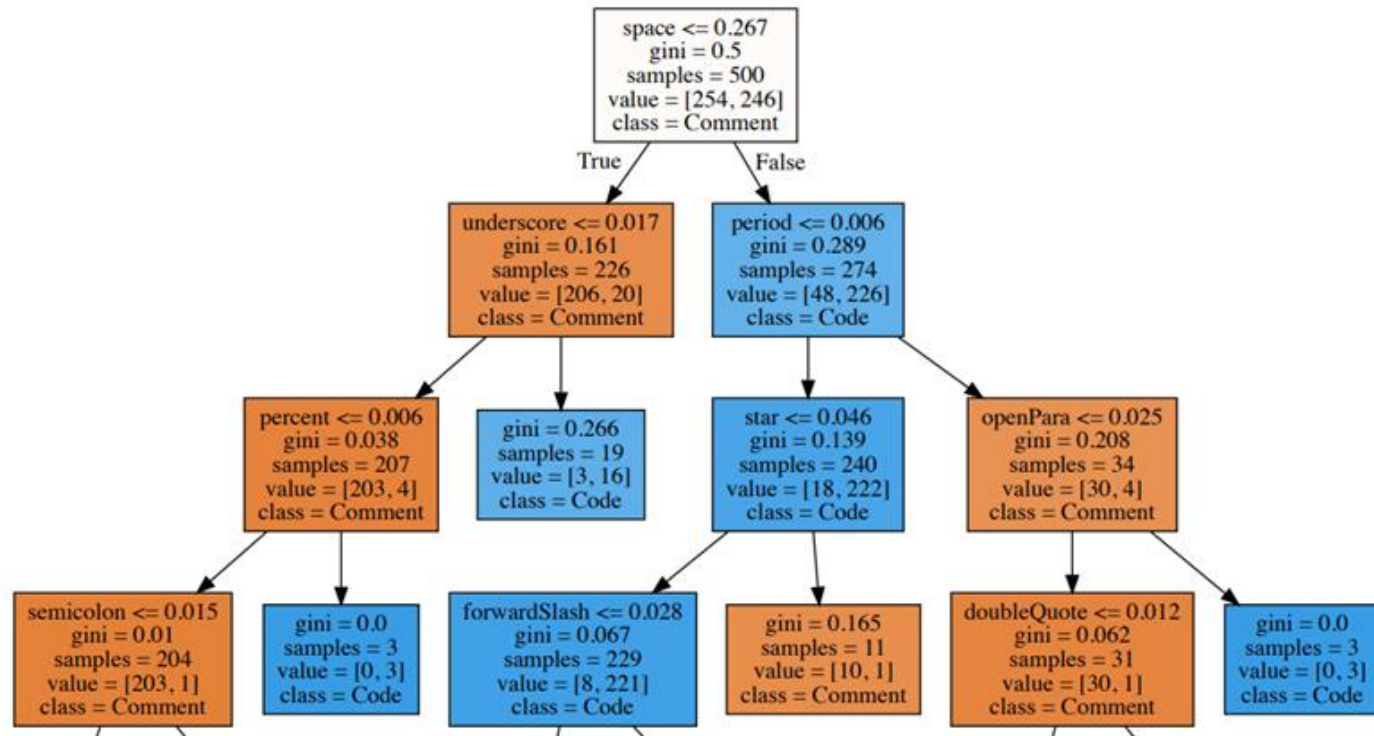 space <= 0.267
gini = 0.5
samples = 500
value = [254, 246]
class = Comment
True
False
underscore <= 0.017
gini = 0.161
samples = 226
value = [206, 20]
class = Comment
period <= 0.006
gini = 0.289
samples = 274
value = [48, 226]
class = Code
percent <= 0.006
gini = 0.038
samples = 207
value = [203, 4]
class = Comment
gini = 0.266
samples = 19
value = [3, 16]
class = Code
star <= 0.046
gini = 0.139
samples = 240
value = [18, 222]
class = Code
openPara <= 0.025
gini = 0.208
samples = 34
value = [30, 4]
class = Comment
semicolon <= 0.015
gini = 0.01
samples = 204
value = [203, 1]
class = Comment
gini = 0.0
samples = 3
value = [0, 3]
class = Code
forwardSlash <= 0.028
gini = 0.067
samples = 229
value = [8, 221]
class = Code
gini = 0.165
samples = 11
value = [10, 1]
class = Comment
doubleQuote <= 0.012
gini = 0.062
samples = 31
value = [30, 1]
class = Comment
gini = 0.0
samples = 3
value = [0, 3]
class = Code